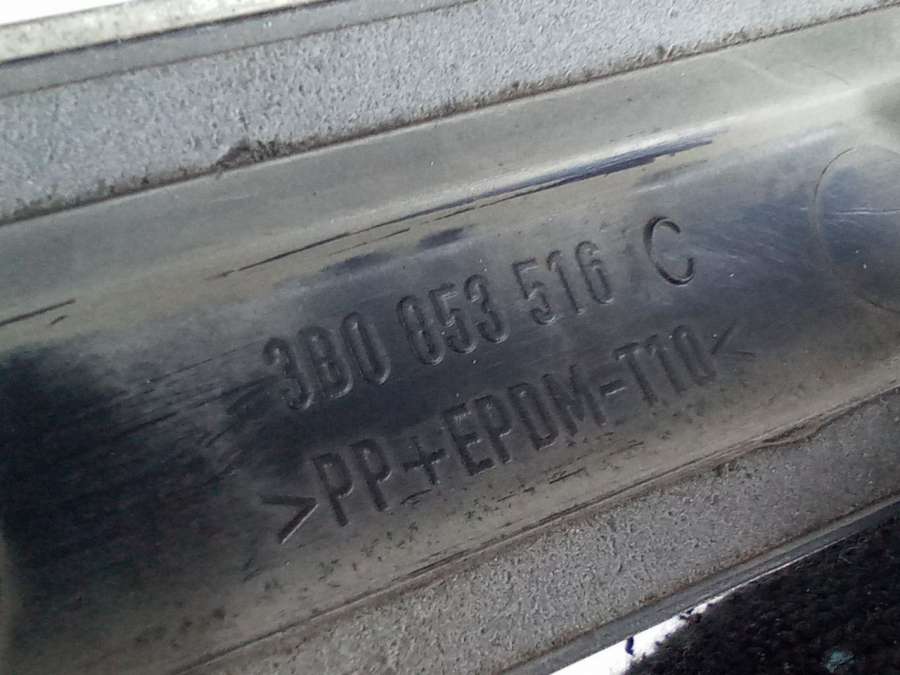 3B0 853 516 C
>PP+EPDM-T10<